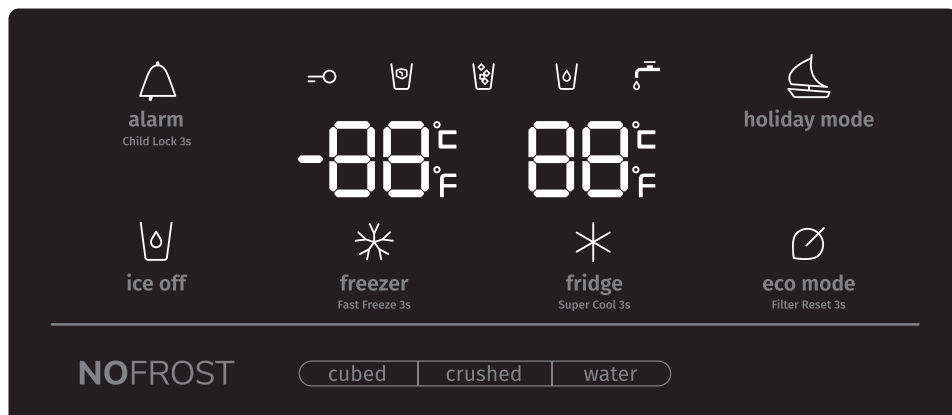 alarm
Child Lock 3s
holiday mode
-88°C °F
88°C °F
ice off
freezer
Fast Freeze 3s
fridge
Super Cool 3s
eco mode
Filter Reset 3s
NOFROST
cubed
crushed
water